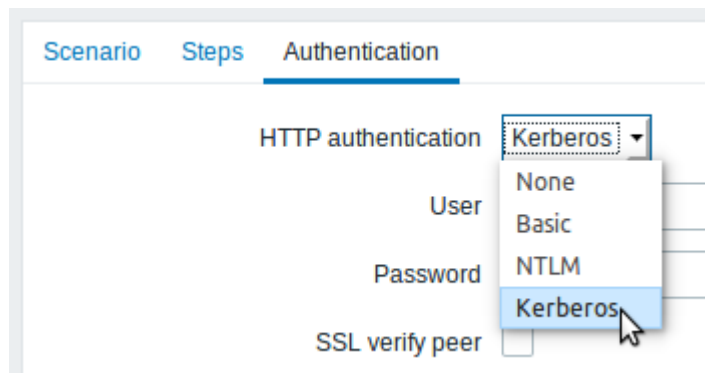 Scenario Steps Authentication
HTTP authentication Kerberos
None
User
Basic
NTLM
Password
Kerberos
SSL verify peer